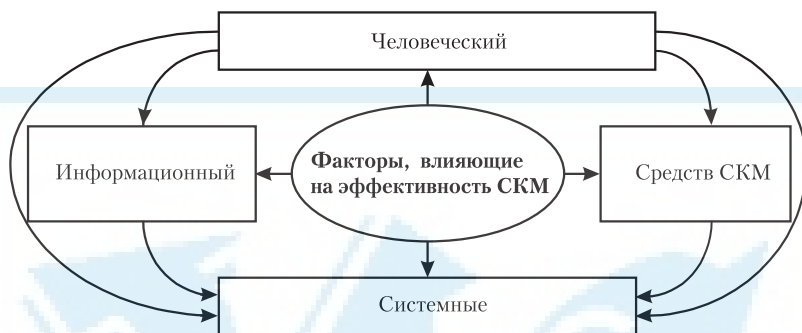 Человеческий
Информационный
Факторы, влияющие
на эффективность СКМ
Средств СКМ
Системные